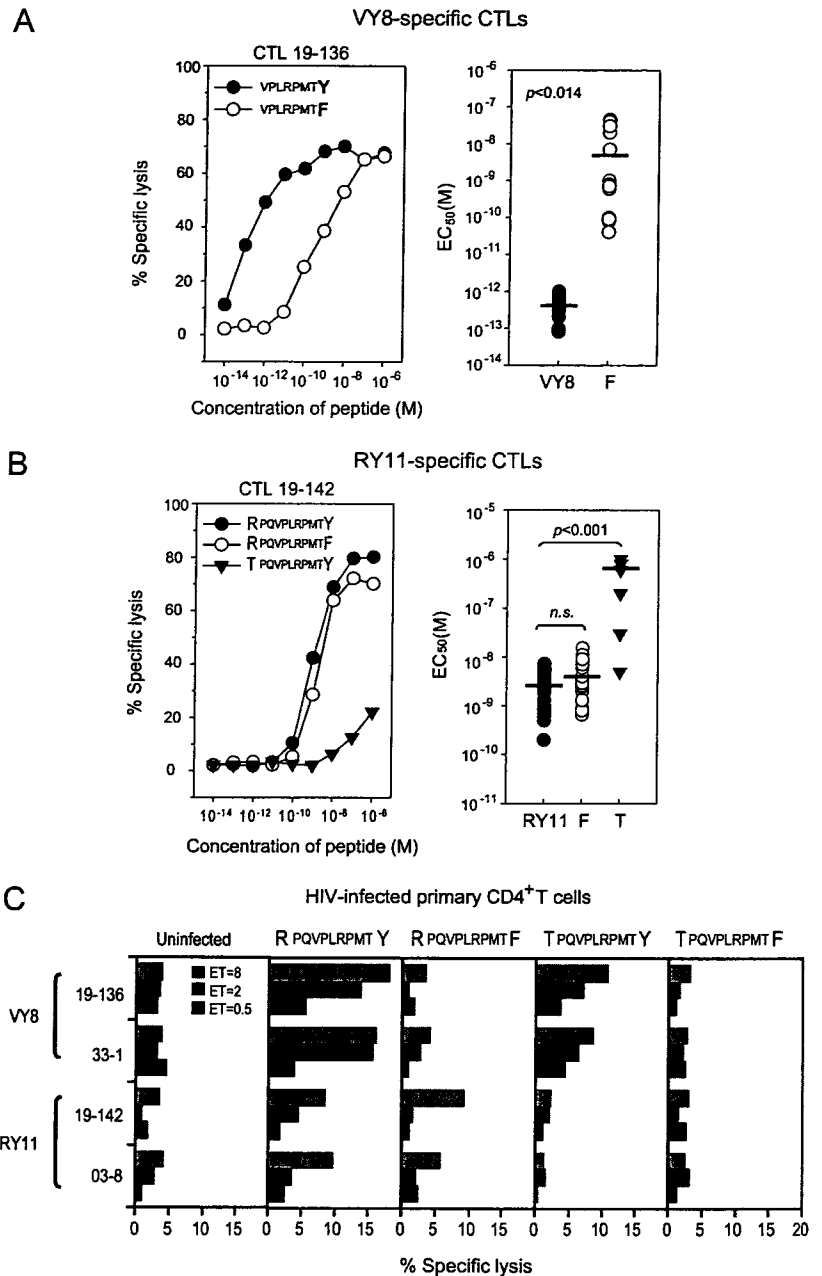 A
VY8-specific CTLs
CTL 19-136
VPLRPMTY
VPLRPMTF
% Specific lysis
100
80
60
40
20
0
10-14 10-12 10-10 10-8 10-6
Concentration of peptide (M)
p<0.014
EC50(M)
10-6
10-7
10-8
10-9
10-10
10-11
10-12
10-13
10-14
VY8 F
B
RY11-specific CTLs
CTL 19-142
RPQVPLRPMTY
RPQVPLRPMTF
TPQVPLRPMTY
% Specific lysis
100
80
60
40
20
0
10-14 10-12 10-10 10-8 10-6
Concentration of peptide (M)
p<0.001
n.s.
EC50(M)
10-5
10-6
10-7
10-8
10-9
10-10
10-11
RY11 F T
C
HIV-infected primary CD4+T cells
Uninfected RPQVPLRPMTY RPQVPLRPMTF TPQVPLRPMTY TPQVPLRPMTF
ET=8
ET=2
ET=0.5
VY8
19-136
33-1
RY11
19-142
03-8
0 5 10 15 0 5 10 15 0 5 10 15 0 5 10 15 0 5 10 15 20
% Specific lysis